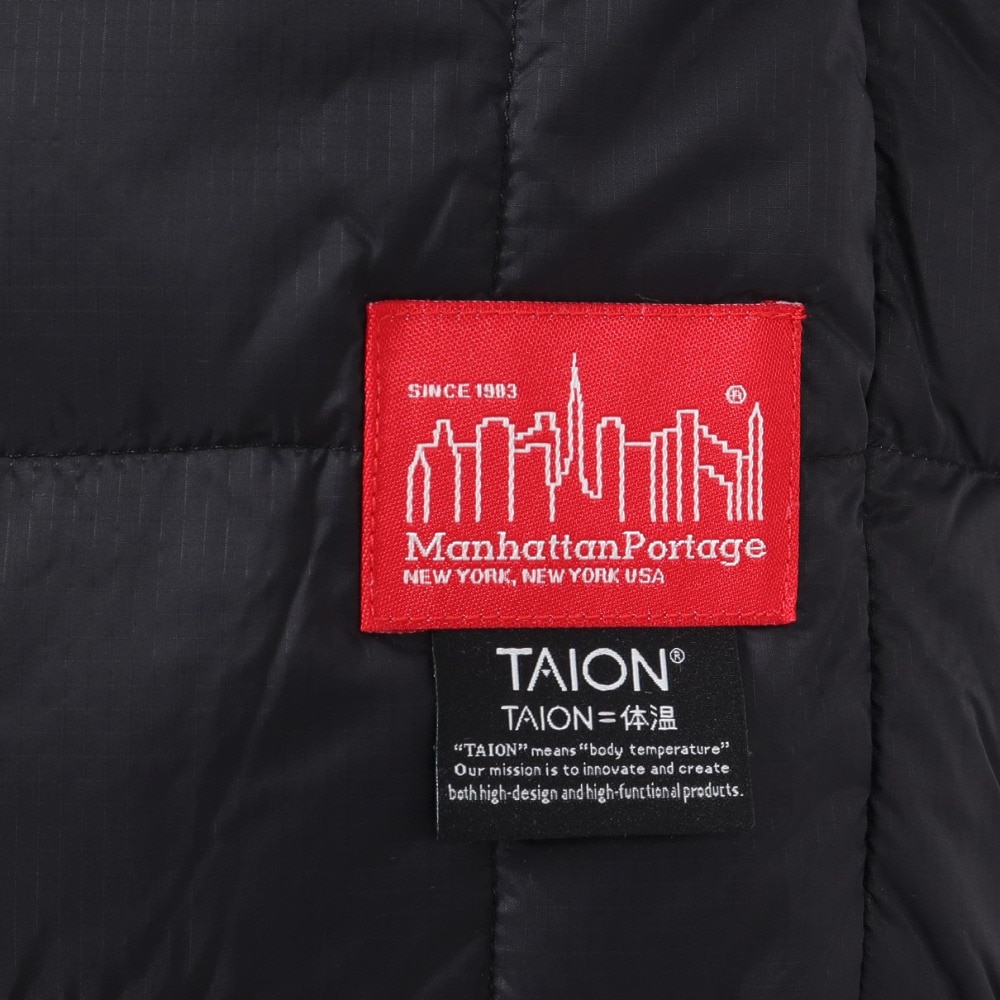 SINCE 1983
®
ManhattanPortage
NEW YORK, NEW YORK USA
TAION®
TAION=体温
"TAION" means "body temperature"
Our mission is to innovate and create
both high-design and high-functional products.